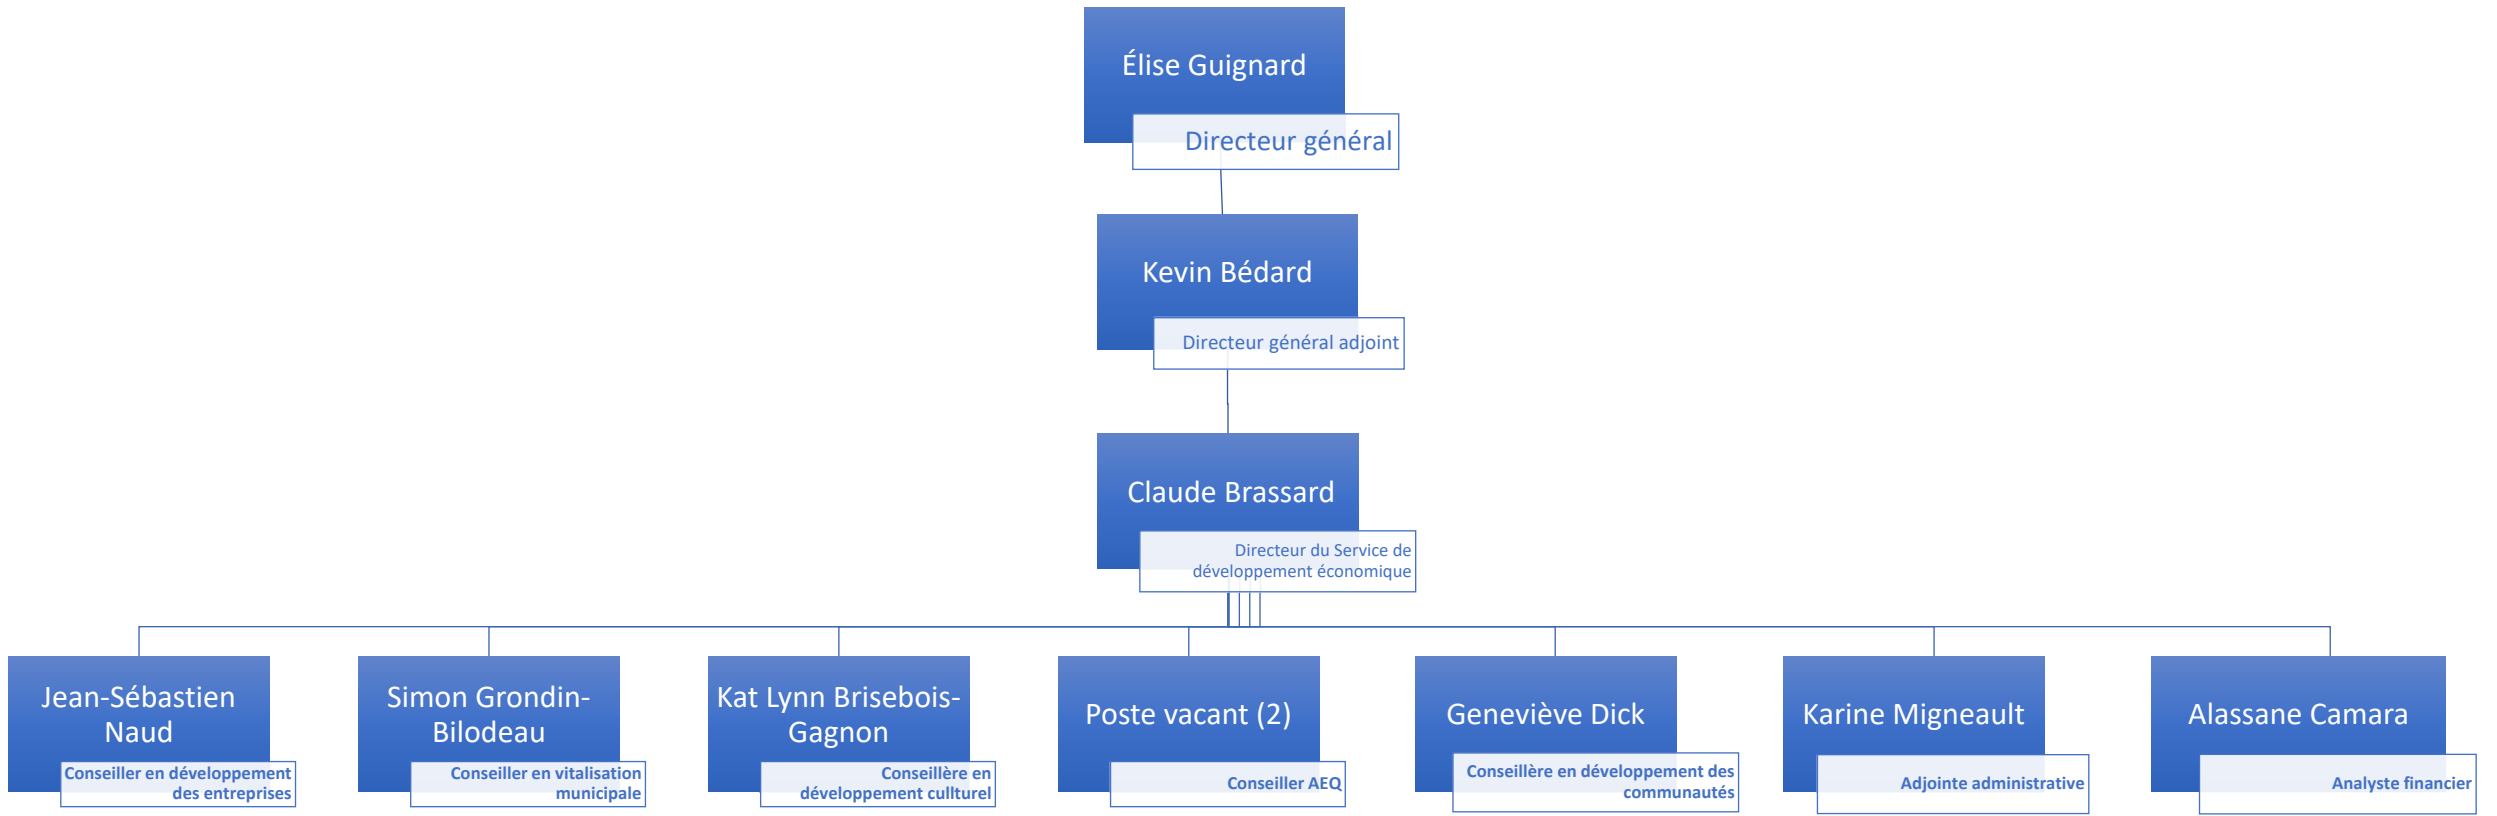 Élise Guignard
Directeur général
Kevin Bédard
Directeur général adjoint
Claude Brassard
Directeur du Service de
développement économique
Jean-Sébastien
Naud
Conseiller en développement
des entreprises
Simon Grondin-
Bilodeau
Conseiller en vitalisation
municipale
Kat Lynn Brisebois-
Gagnon
Conseillère en
développement cullturel
Poste vacant (2)
Conseiller AEQ
Geneviève Dick
Conseillère en développement des
communautés
Karine Migneault
Adjointe administrative
Alassane Camara
Analyste financier